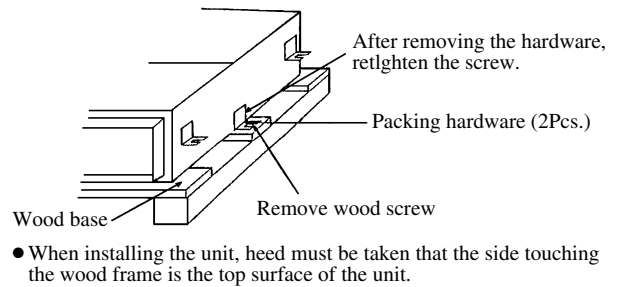 After removing the hardware,
retlghten the screw.
Packing hardware (2Pcs.)
Remove wood screw
Wood base
● When installing the unit, heed must be taken that the side touching
the wood frame is the top surface of the unit.